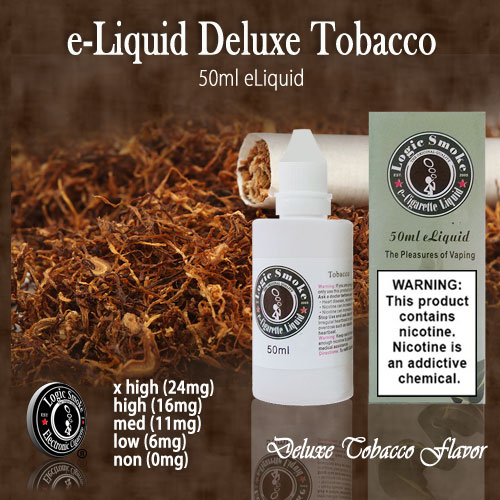 e-Liquid Deluxe Tobacco
50ml eLiquid
Logic Smoke
e-Cigarette Liquid
50ml eLiquid
The Pleasures of Vaping
WARNING:
This product
contains
nicotine.
Nicotine is
an addictive
chemical.
Tobacco
Logic Smoke
e-Cigarette Liquid
50ml
x high (24mg)
high (16mg)
med (11mg)
low (6mg)
non (0mg)
Logic Smoke
Electronic
Deluxe Tobacco Flavor